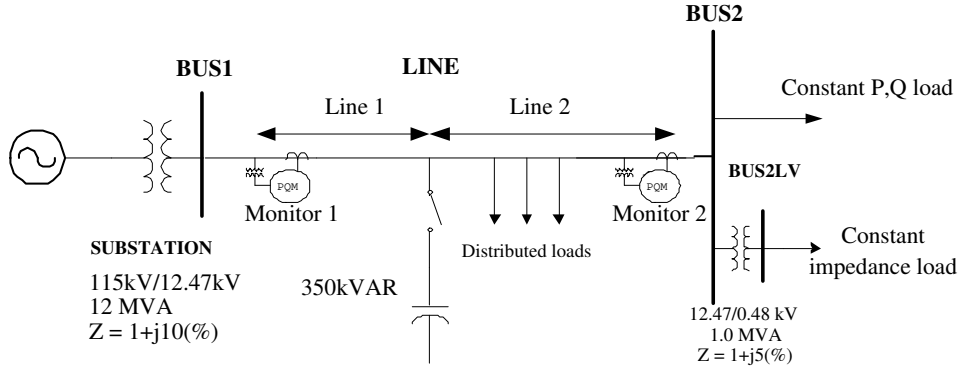 BUS2
BUS1
LINE
Line 1
Line 2
Constant P,Q load
PQM
PQM
BUS2LV
Monitor 1
Monitor 2
SUBSTATION
115kV/12.47kV
12 MVA
Z = 1+j10(%)
Distributed loads
Constant
impedance load
350kVAR
12.47/0.48 kV
1.0 MVA
Z = 1+j5(%)